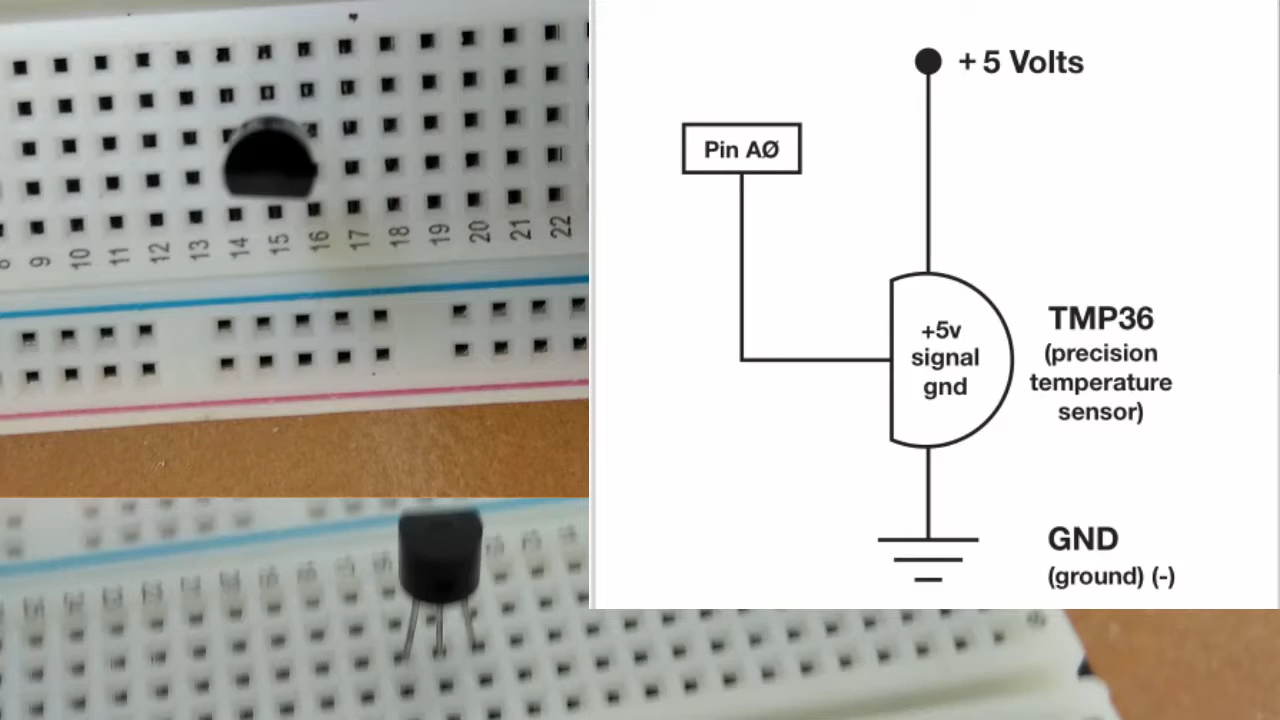 + 5 Volts
Pin AØ
+5v
signal
gnd
TMP36
(precision
temperature
sensor)
GND
(ground) (-)
9 10 11 12 13 14 15 16 17 18 19 20 21 22